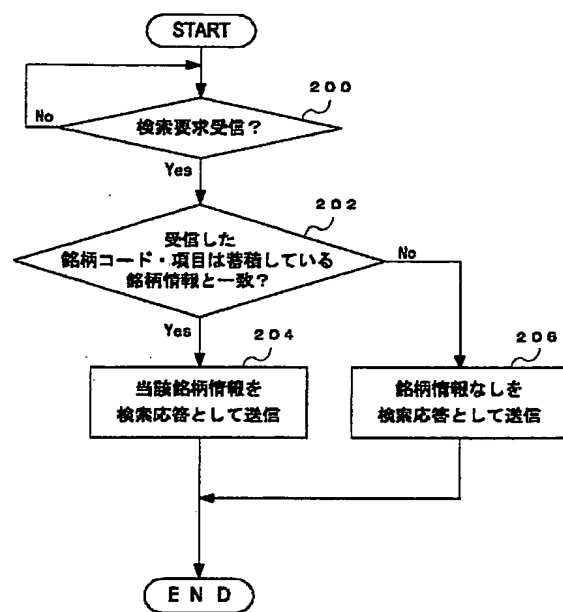 START
200
No
検索要求受信?
Yes
202
受信した
銘柄コード・項目は蓄積している
銘柄情報と一致?
No
Yes
204
206
当該銘柄情報を
検索応答として送信
銘柄情報なしを
検索応答として送信
END